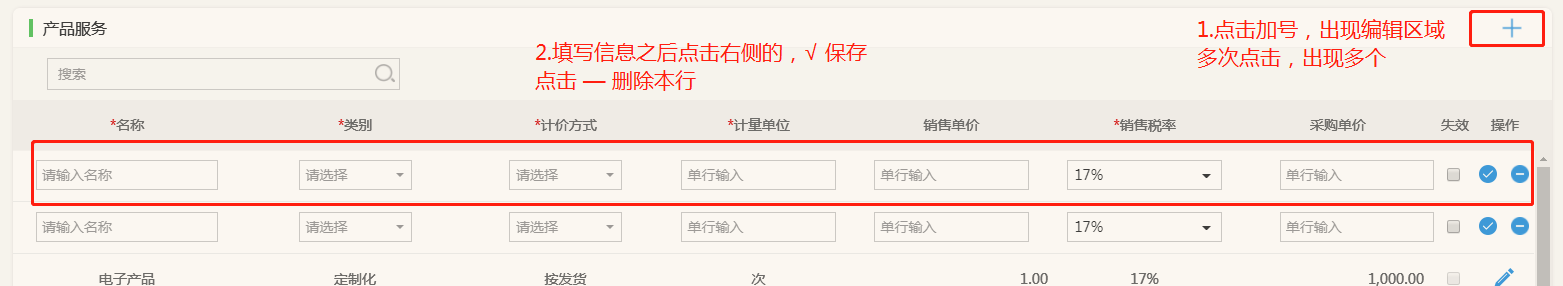 产品服务
1.点击加号，出现编辑区域
多次点击，出现多个
2.填写信息之后点击右侧的，√ 保存
点击 — 删除本行
搜索
*名称 *类别 *计价方式 *计量单位 销售单价 *销售税率 采购单价 失效 操作
请输入名称 请选择 请选择 单行输入 单行输入 17% 单行输入
请输入名称 请选择 请选择 单行输入 单行输入 17% 单行输入
电子产品 定制化 按发货 次 1.00 17% 1,000.00